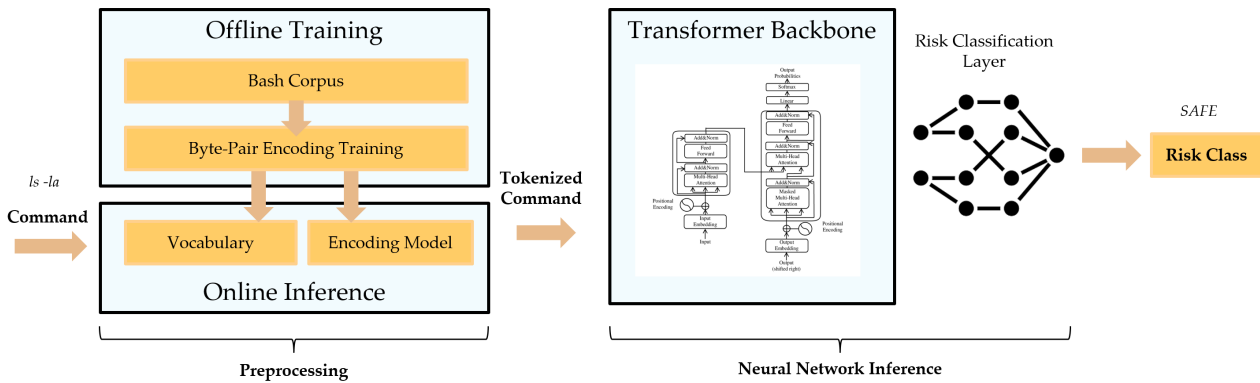 Offline Training
Bash Corpus
Byte-Pair Encoding Training
ls -la
Command
Vocabulary
Encoding Model
Online Inference
Preprocessing
Tokenized
Command
Transformer Backbone
Output
Probabilities
Softmax
Linear
Add&Norm
Feed
Forward
Add&Norm
Multi-Head
Attention
Add&Norm
Masked
Multi-Head
Attention
Add&Norm
Feed
Forward
Add&Norm
Multi-Head
Attention
Positional
Encoding
Input
Embedding
Input
Positional
Encoding
Output
Embedding
Output
(shifted right)
Risk Classification
Layer
SAFE
Risk Class
Neural Network Inference